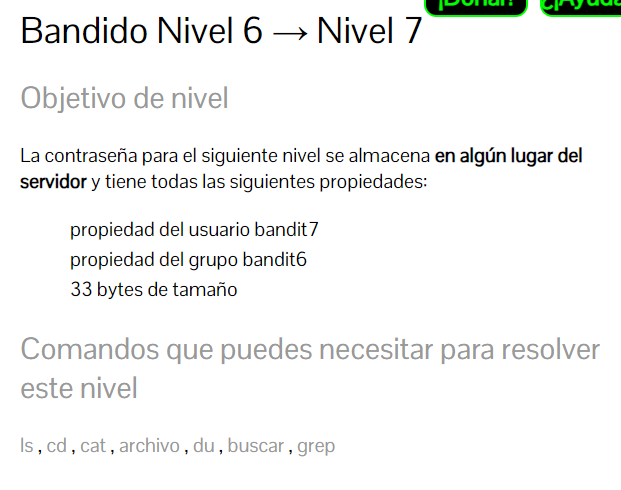 ¡Donar!
¿¡Ayuda
Bandido Nivel 6 → Nivel 7
Objetivo de nivel
La contraseña para el siguiente nivel se almacena en algún lugar del
servidor y tiene todas las siguientes propiedades:
propiedad del usuario bandit7
propiedad del grupo bandit6
33 bytes de tamaño
Comandos que puedes necesitar para resolver
este nivel
ls , cd , cat , archivo , du , buscar , grep